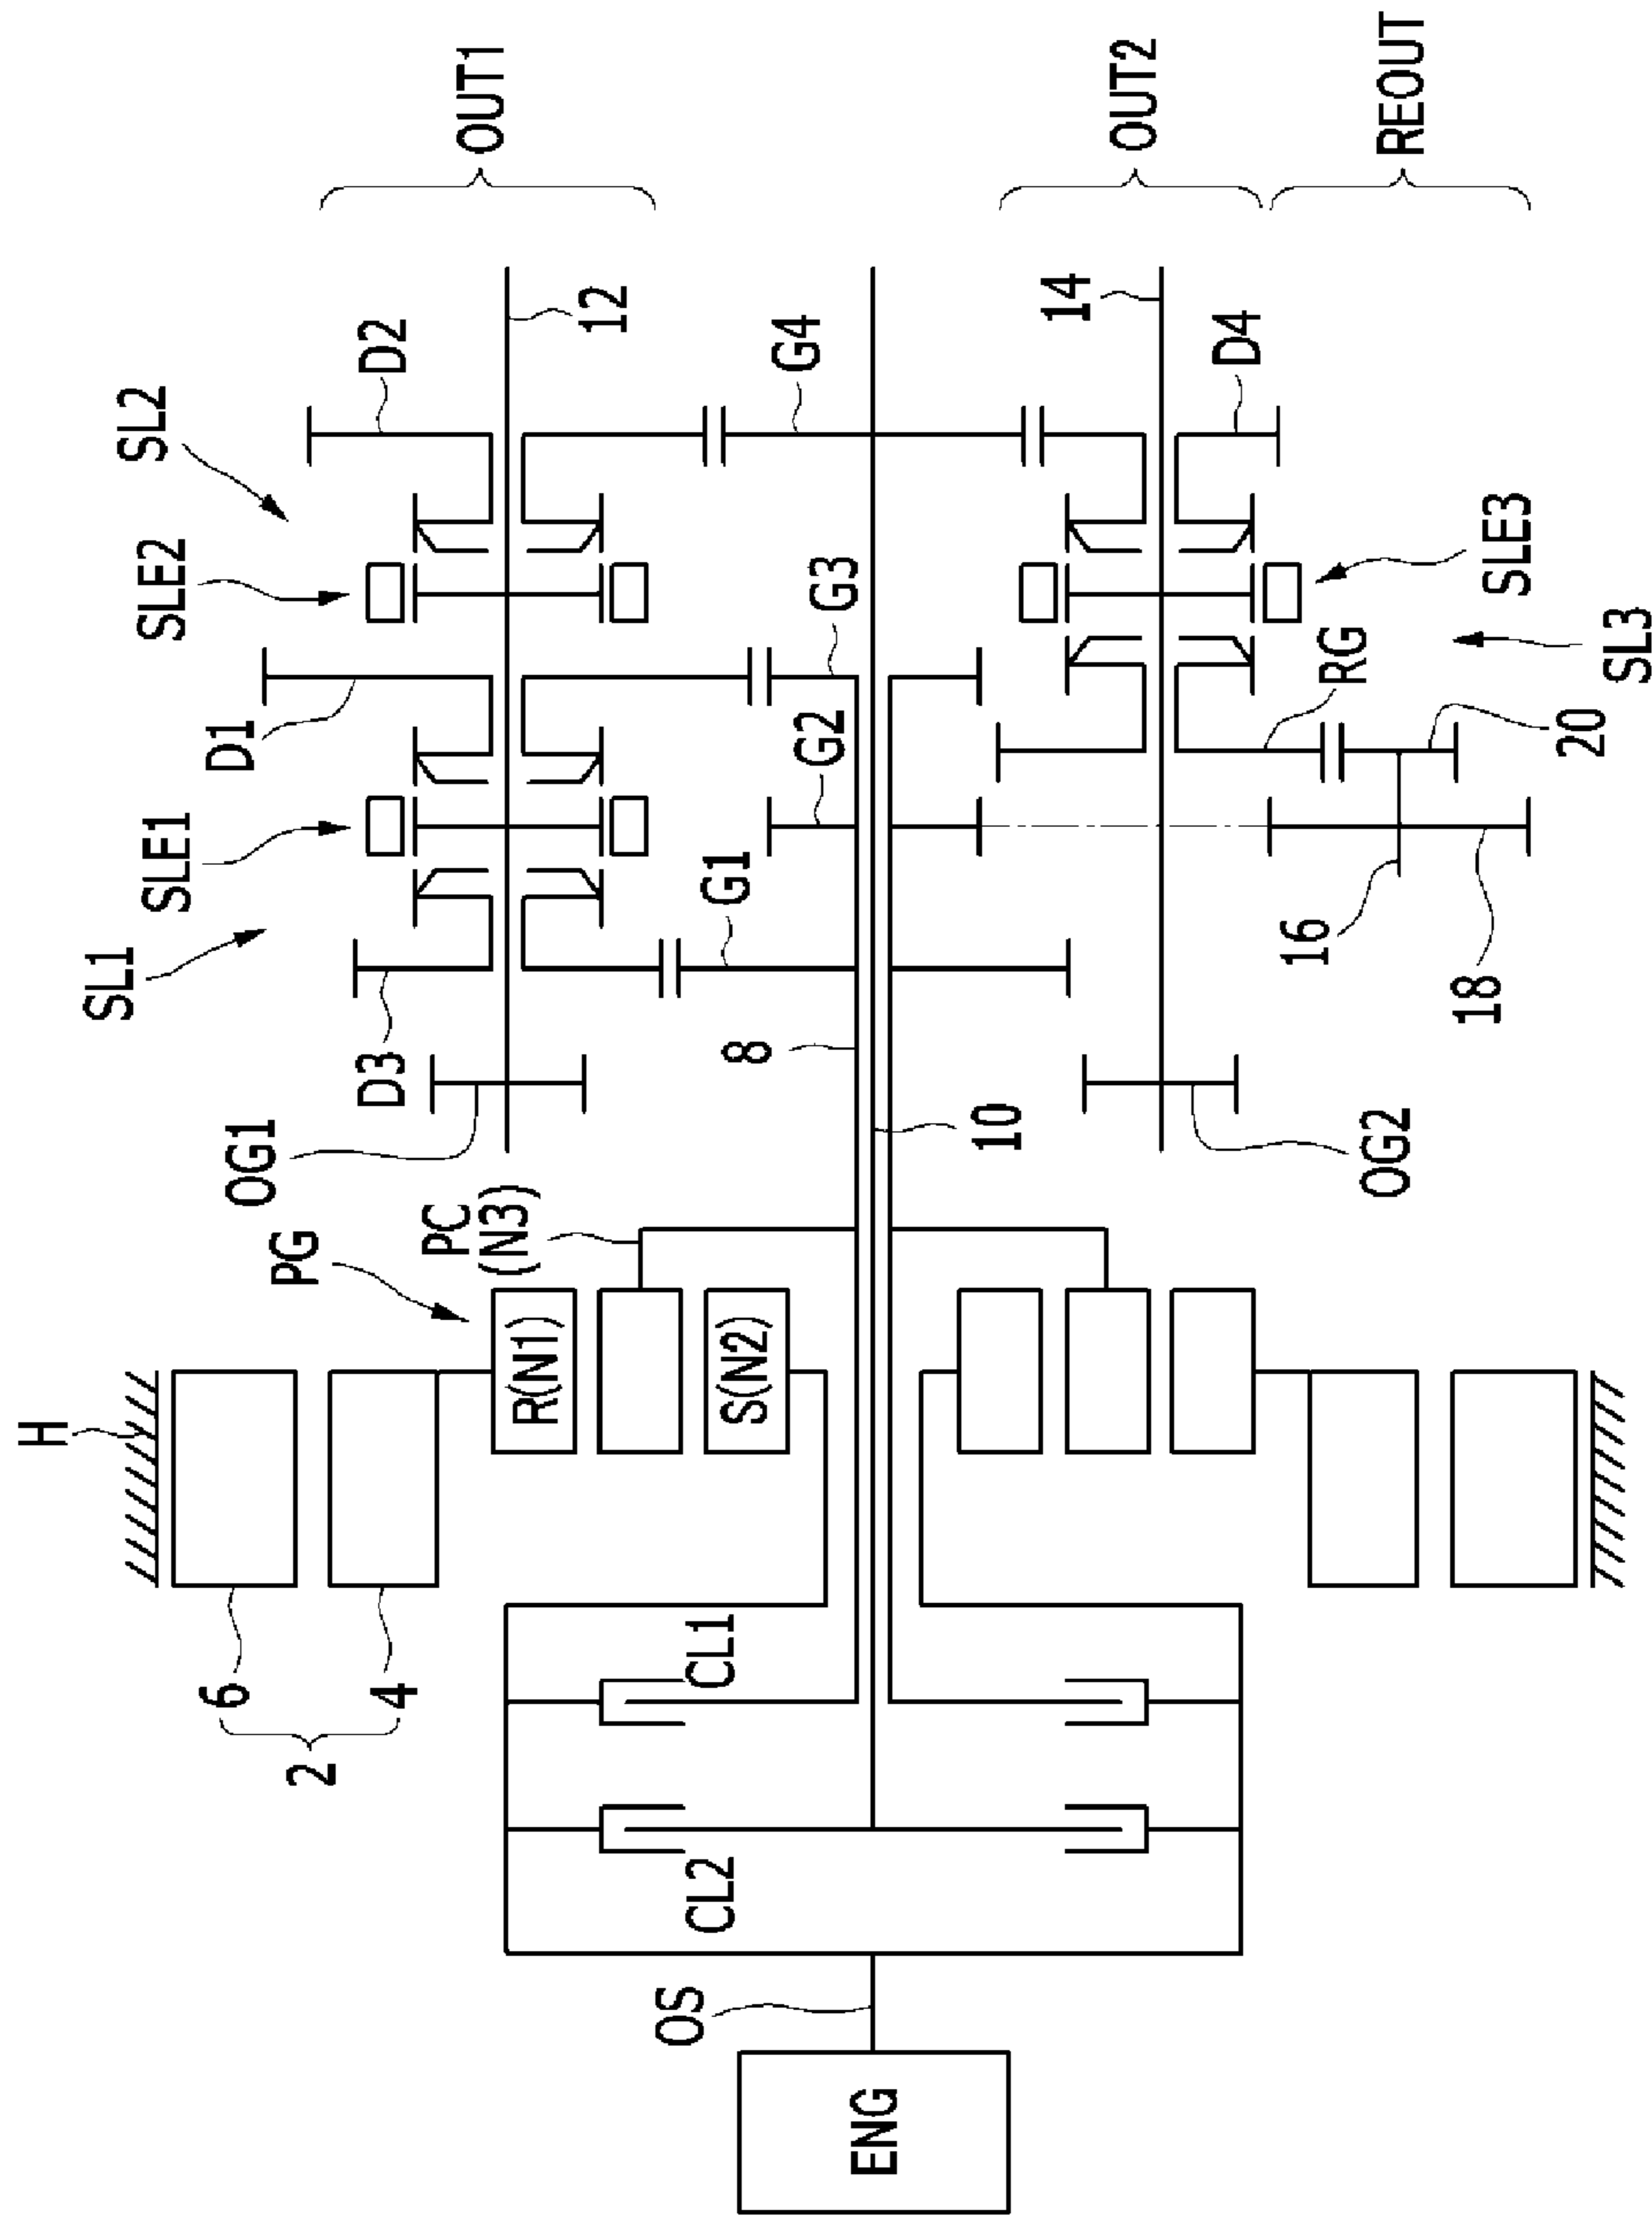 OUT1
OUT2
REOUT
12
14
D2
G4
D4
SL2
SLE2
G3
SLE3
SL3
RG
D1
G2
20
SLE1
G1
16
18
SL1
D3
8
10
OG1
OG2
PC
(N3)
PG
R(N1)
S(N2)
H
6
4
2
CL1
CL2
OS
ENG